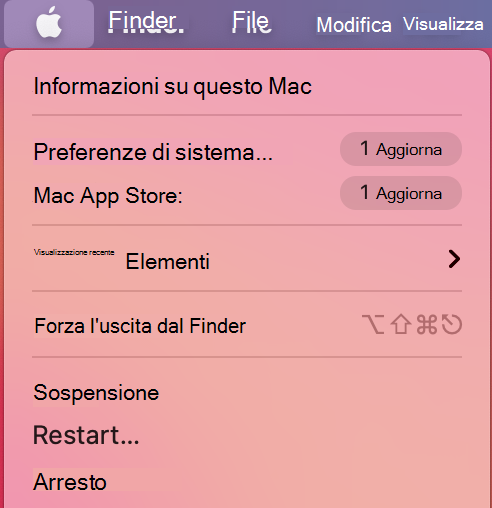 Finder File Modifica Visualizza
Informazioni su questo Mac
Preferenze di sistema... 1 Aggiorna
Mac App Store: 1 Aggiorna
Visualizzazione recente Elementi
Forza l'uscita dal Finder ⌥⇧⌘⎋
Sospensione
Restart...
Arresto